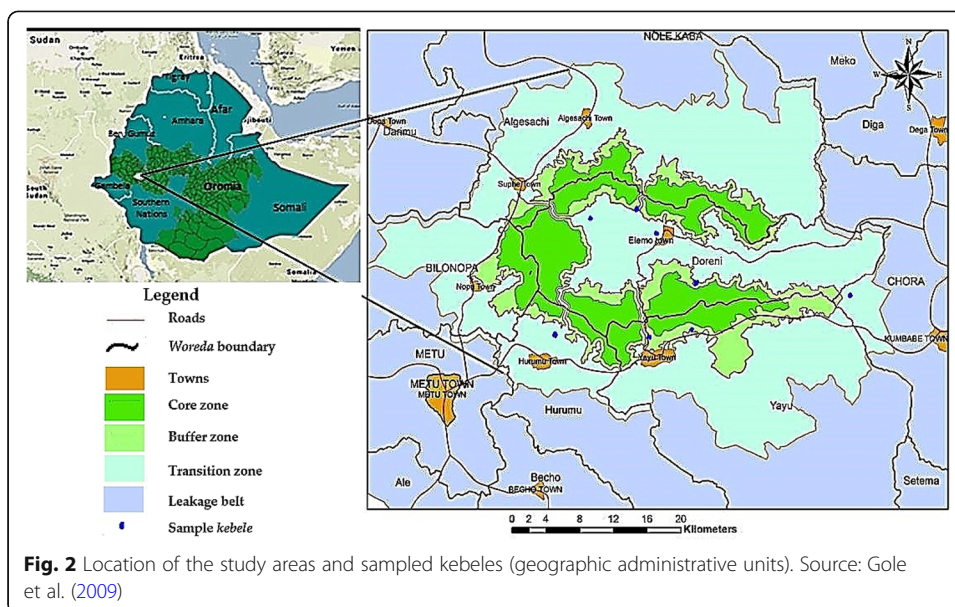 Sudan
Eritrea
Yemen
Tigray
Afar
Amhara
Djibouti
Ben Gumut
Gambela
Oromia
South
Sudan
Southern
Nations
Somali
Somalia
NOLE KABA
Meko
N
W
E
S
Algesachi
Algesachi Town
Darimu
Diga
Dega Town
Suphe Town
Elemo Town
Doreni
BILONOPA
Nopa Town
CHORA
KUMBABE TOWN
METU
METU TOWN
Hurumu Town
Yayu Town
Hurumu
Yayu
Ale
Becho
BECHO TOWN
Setema
0 2 4 8 12 16 20
Kilometers
Legend
Roads
Woreda boundary
Towns
Core zone
Buffer zone
Transition zone
Leakage belt
Sample kebele
Fig. 2 Location of the study areas and sampled kebeles (geographic administrative units). Source: Gole
et al. (2009)